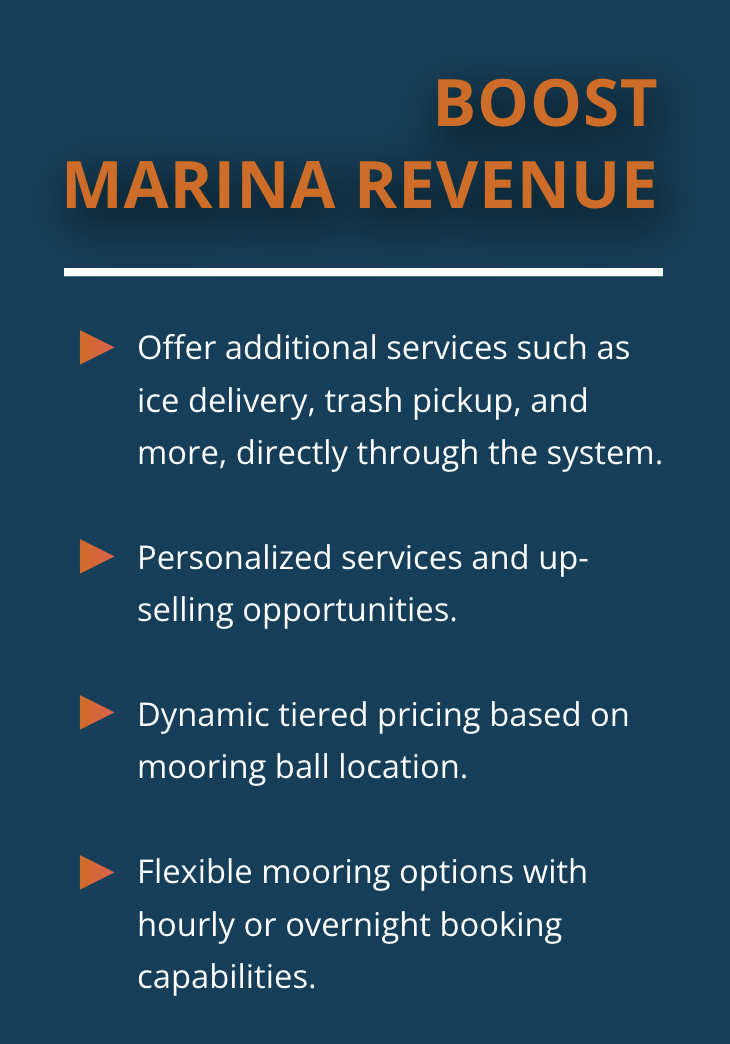 BOOST
MARINA REVENUE
Offer additional services such as
ice delivery, trash pickup, and
more, directly through the system.
Personalized services and up-
selling opportunities.
Dynamic tiered pricing based on
mooring ball location.
Flexible mooring options with
hourly or overnight booking
capabilities.